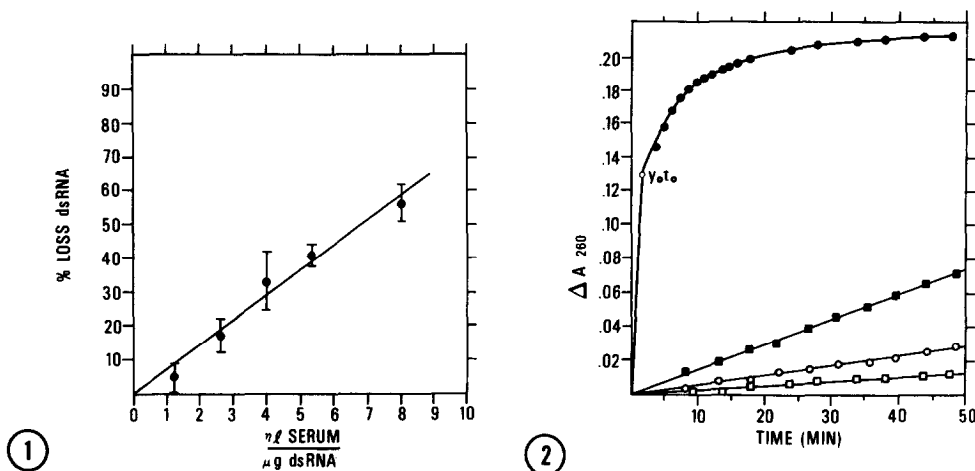 % LOSS dsRNA
90
80
70
60
50
40
30
20
10
0 1 2 3 4 5 6 7 8 9 10
ηℓ SERUM
μg dsRNA
1
ΔA 260
.20
.18
.16
.14
.12
.10
.08
.06
.04
.02
y₀t₀
10 20 30 40 50
TIME (MIN)
2